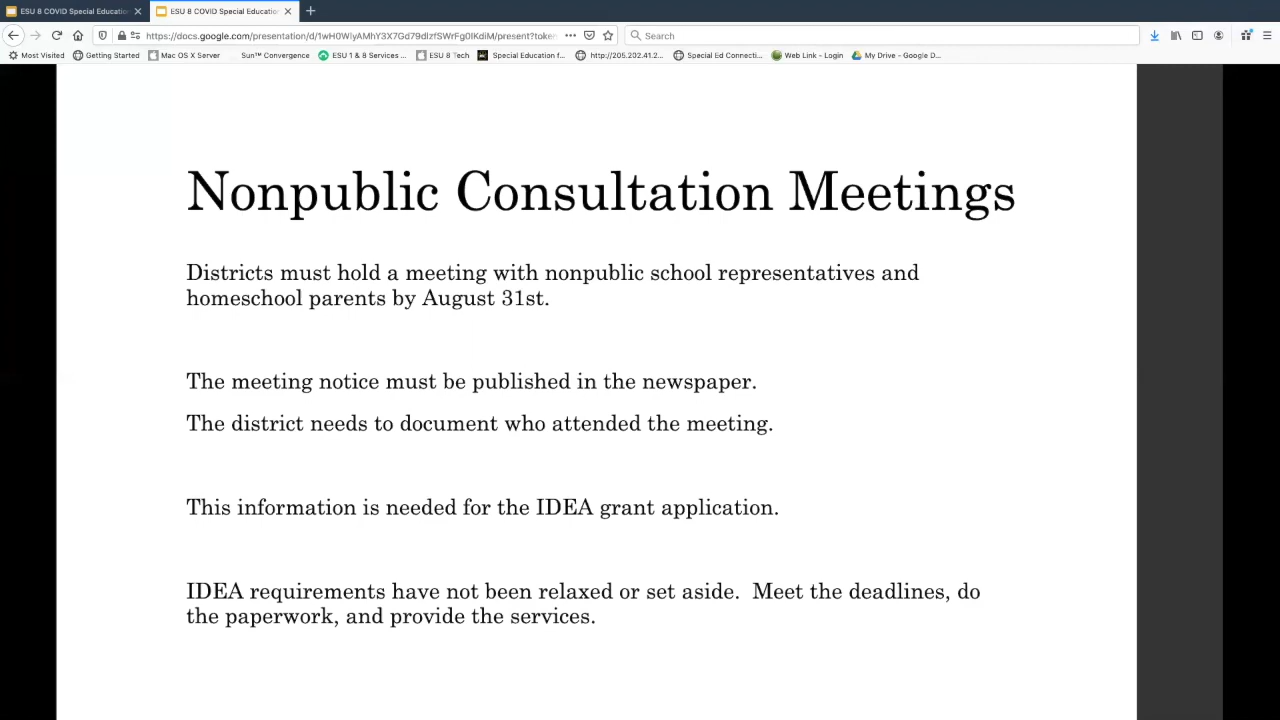 ESU 8 COVID Special Education
ESU 8 COVID Special Education
https://docs.google.com/presentation/d/
Search
Most Visited
Getting Started
Mac OS X Server
Sun™ Convergence
ESU 1 & 8 Services ...
ESU 8 Tech
Special Education f...
http://205.202.41.2...
Special Ed Connecti...
Web Link - Login
My Drive - Google D...
Nonpublic Consultation Meetings
Districts must hold a meeting with nonpublic school representatives and
homeschool parents by August 31st.
The meeting notice must be published in the newspaper.
The district needs to document who attended the meeting.
This information is needed for the IDEA grant application.
IDEA requirements have not been relaxed or set aside.  Meet the deadlines, do
the paperwork, and provide the services.